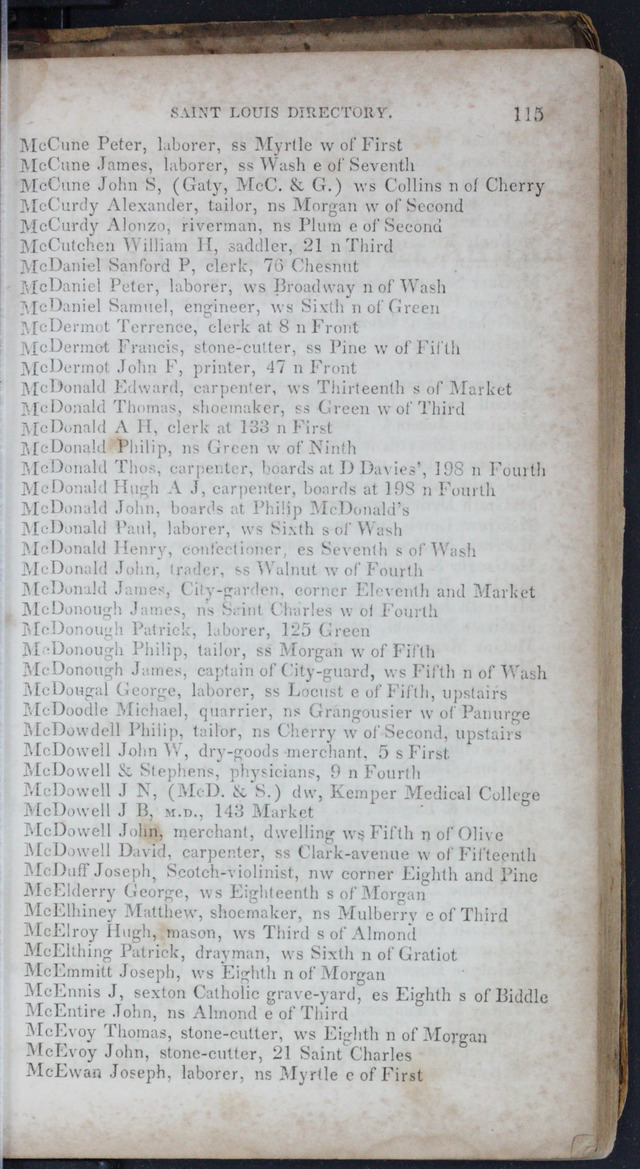 SAINT LOUIS DIRECTORY. 115
McCune Peter, laborer, ss Myrtle w of First
McCune James, laborer, ss Wash e of Seventh
McCune John S, (Gaty, McC. & G.) ws Collins n of Cherry
McCurdy Alexander, tailor, ns Morgan w of Second
McCurdy Alonzo, riverman, ns Plum e of Second
McCutchen William H, saddler, 21 n Third
McDaniel Sanford P, clerk, 76 Chesnut
McDaniel Peter, laborer, ws Broadway n of Wash
McDaniel Samuel, engineer, ws Sixth n of Green
McDermot Terrence, clerk at 8 n Front
McDermot Francis, stone-cutter, ss Pine w of Fifth
McDermot John F, printer, 47 n Front
McDonald Edward, carpenter, ws Thirteenth s of Market
McDonald Thomas, shoemaker, ss Green w of Third
McDonald A H, clerk at 133 n First
McDonald Philip, ns Green w of Ninth
McDonald Thos, carpenter, boards at D Davies', 198 n Fourth
McDonald Hugh A J, carpenter, boards at 198 n Fourth
McDonald John, boards at Philip McDonald's
McDonald Paul, laborer, ws Sixth s of Wash
McDonald Henry, confectioner, es Seventh s of Wash
McDonald John, trader, ss Walnut w of Fourth
McDonald James, City-garden, corner Eleventh and Market
McDonough James, ns Saint Charles w of Fourth
McDonough Patrick, laborer, 125 Green
McDonough Philip, tailor, ss Morgan w of Fifth
McDonough James, captain of City-guard, ws Fifth n of Wash
McDougal George, laborer, ss Locust e of Fifth, upstairs
McDoodle Michael, quarrier, ns Grangousier w of Panurge
McDowdell Philip, tailor, ns Cherry w of Second, upstairs
McDowell John W, dry-goods merchant, 5 s First
McDowell & Stephens, physicians, 9 n Fourth
McDowell J N, (McD. & S.) dw, Kemper Medical College
McDowell J B, M.D., 143 Market
McDowell John, merchant, dwelling ws Fifth n of Olive
McDowell David, carpenter, ss Clark-avenue w of Fifteenth
McDuff Joseph, Scotch-violinist, nw corner Eighth and Pine
McElderry George, ws Eighteenth s of Morgan
McElhiney Matthew, shoemaker, ns Mulberry e of Third
McElroy Hugh, mason, ws Third s of Almond
McElthing Patrick, drayman, ws Sixth n of Gratiot
McEmmitt Joseph, ws Eighth n of Morgan
McEnnis J, sexton Catholic grave-yard, es Eighth s of Biddle
McEntire John, ns Almond e of Third
McEvoy Thomas, stone-cutter, ws Eighth n of Morgan
McEvoy John, stone-cutter, 21 Saint Charles
McEwan Joseph, laborer, ns Myrtle e of First